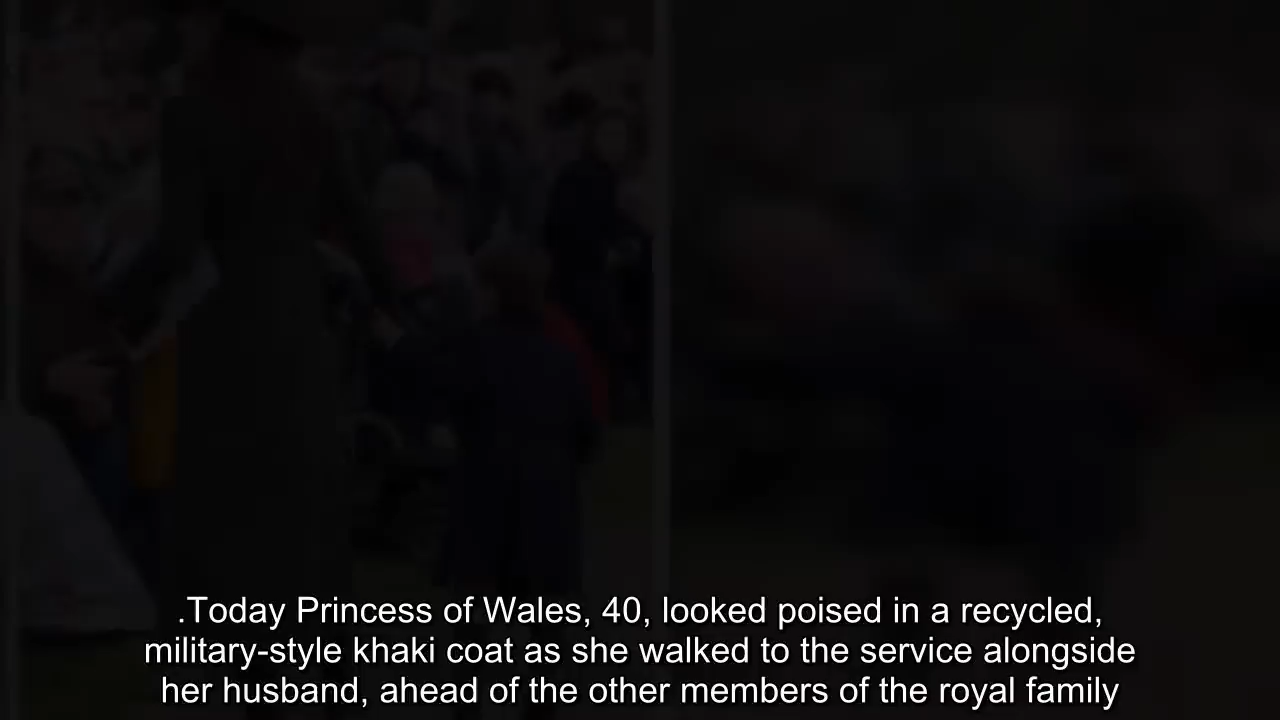 .Today Princess of Wales, 40, looked poised in a recycled,
military-style khaki coat as she walked to the service alongside
her husband, ahead of the other members of the royal family